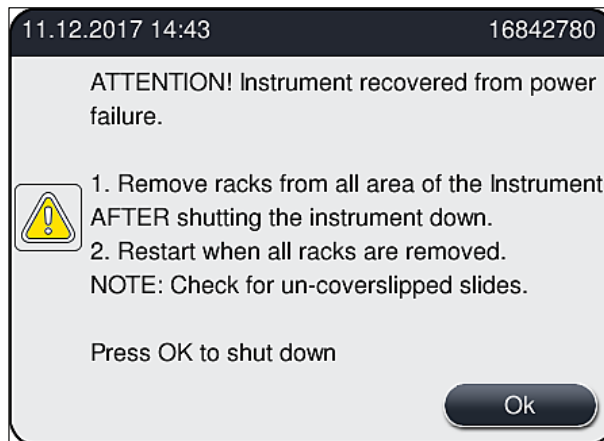 11.12.2017 14:43 16842780
ATTENTION! Instrument recovered from power
failure.
1. Remove racks from all area of the Instrument
AFTER shutting the instrument down.
2. Restart when all racks are removed.
NOTE: Check for un-coverslipped slides.
Press OK to shut down
Ok